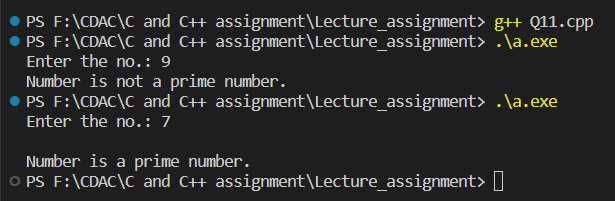 PS F:\CDAC\C and C++ assignment\Lecture_assignment> g++ Q11.cpp
PS F:\CDAC\C and C++ assignment\Lecture_assignment> .\a.exe
Enter the no.: 9
Number is not a prime number.
PS F:\CDAC\C and C++ assignment\Lecture_assignment> .\a.exe
Enter the no.: 7
Number is a prime number.
PS F:\CDAC\C and C++ assignment\Lecture_assignment>